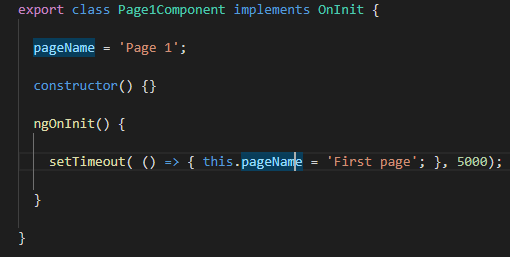 export class Page1Component implements OnInit {
pageName = 'Page 1';
constructor() {}
ngOnInit() {
setTimeout( () => { this.pageName = 'First page'; }, 5000);
}
}